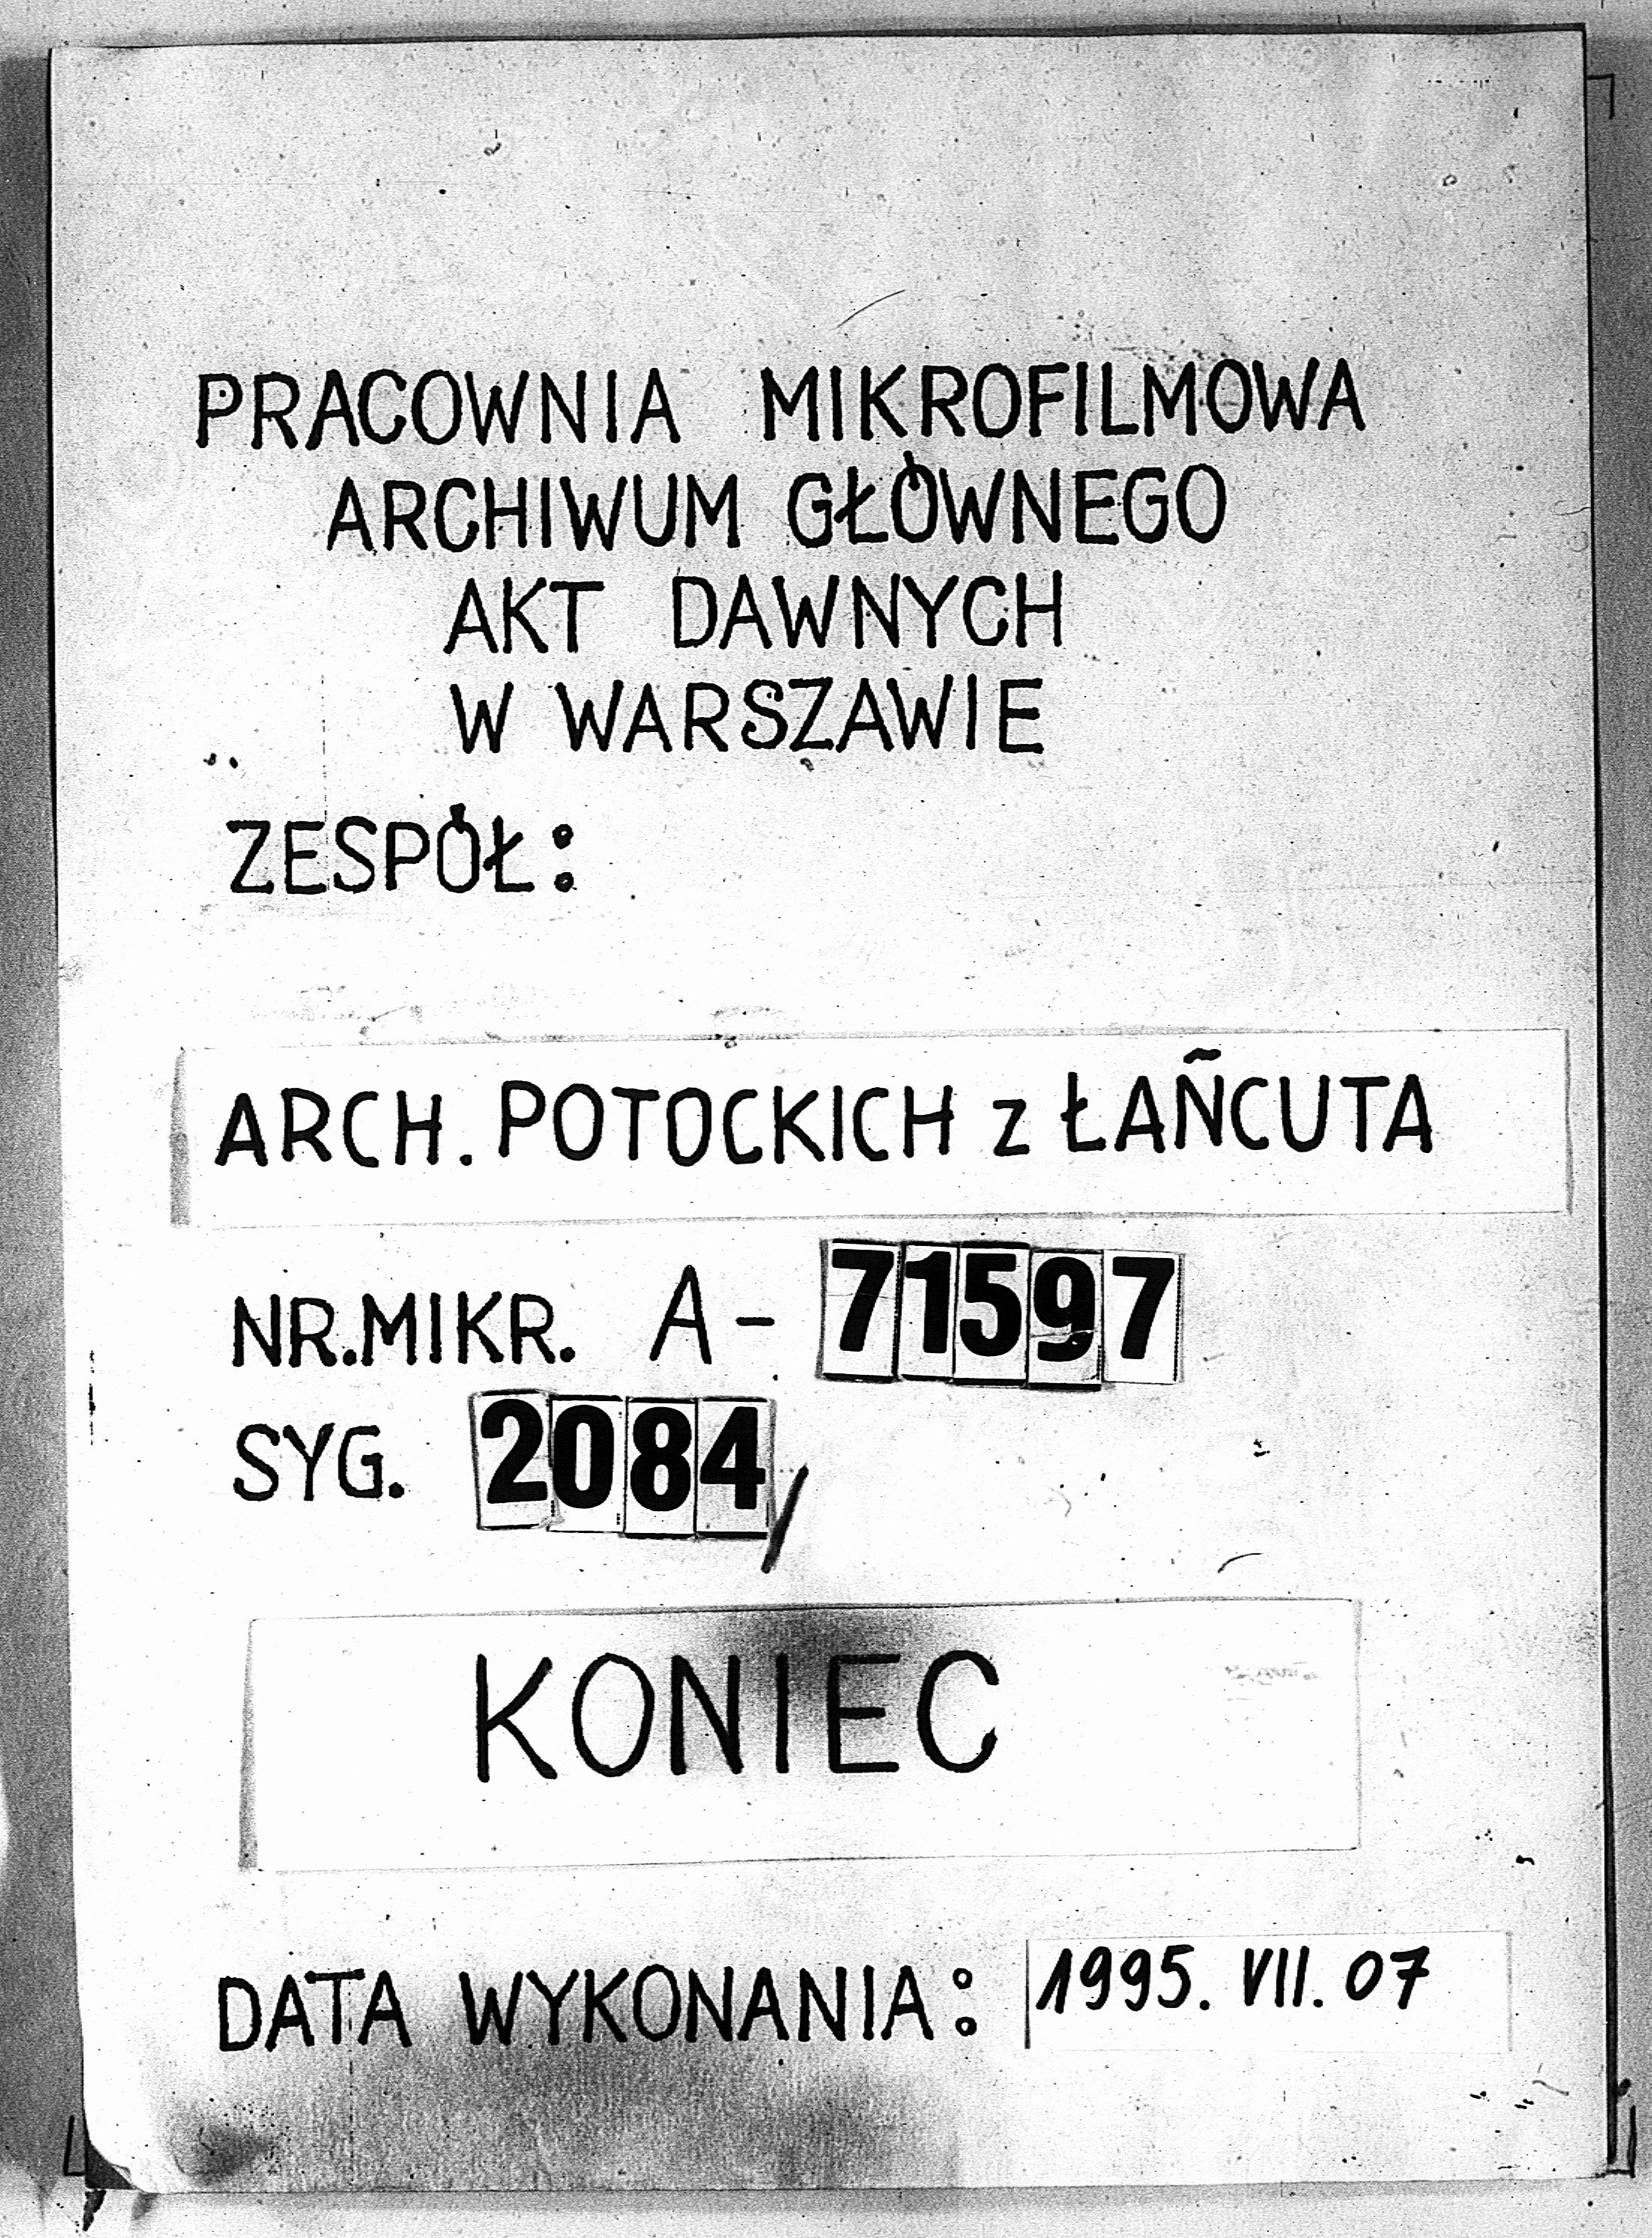 PRACOWNIA MIKROFILMOWA
ARCHIWUM GŁÓWNEGO
AKT DAWNYCH
W WARSZAWIE
ZESPÓŁ:
ARCH. POTOCKICH z ŁAŃCUTA
NR.MIKR. A-71597
SYG. 2084/
KONIEC
DATA WYKONANIA: 1995. VII. 07